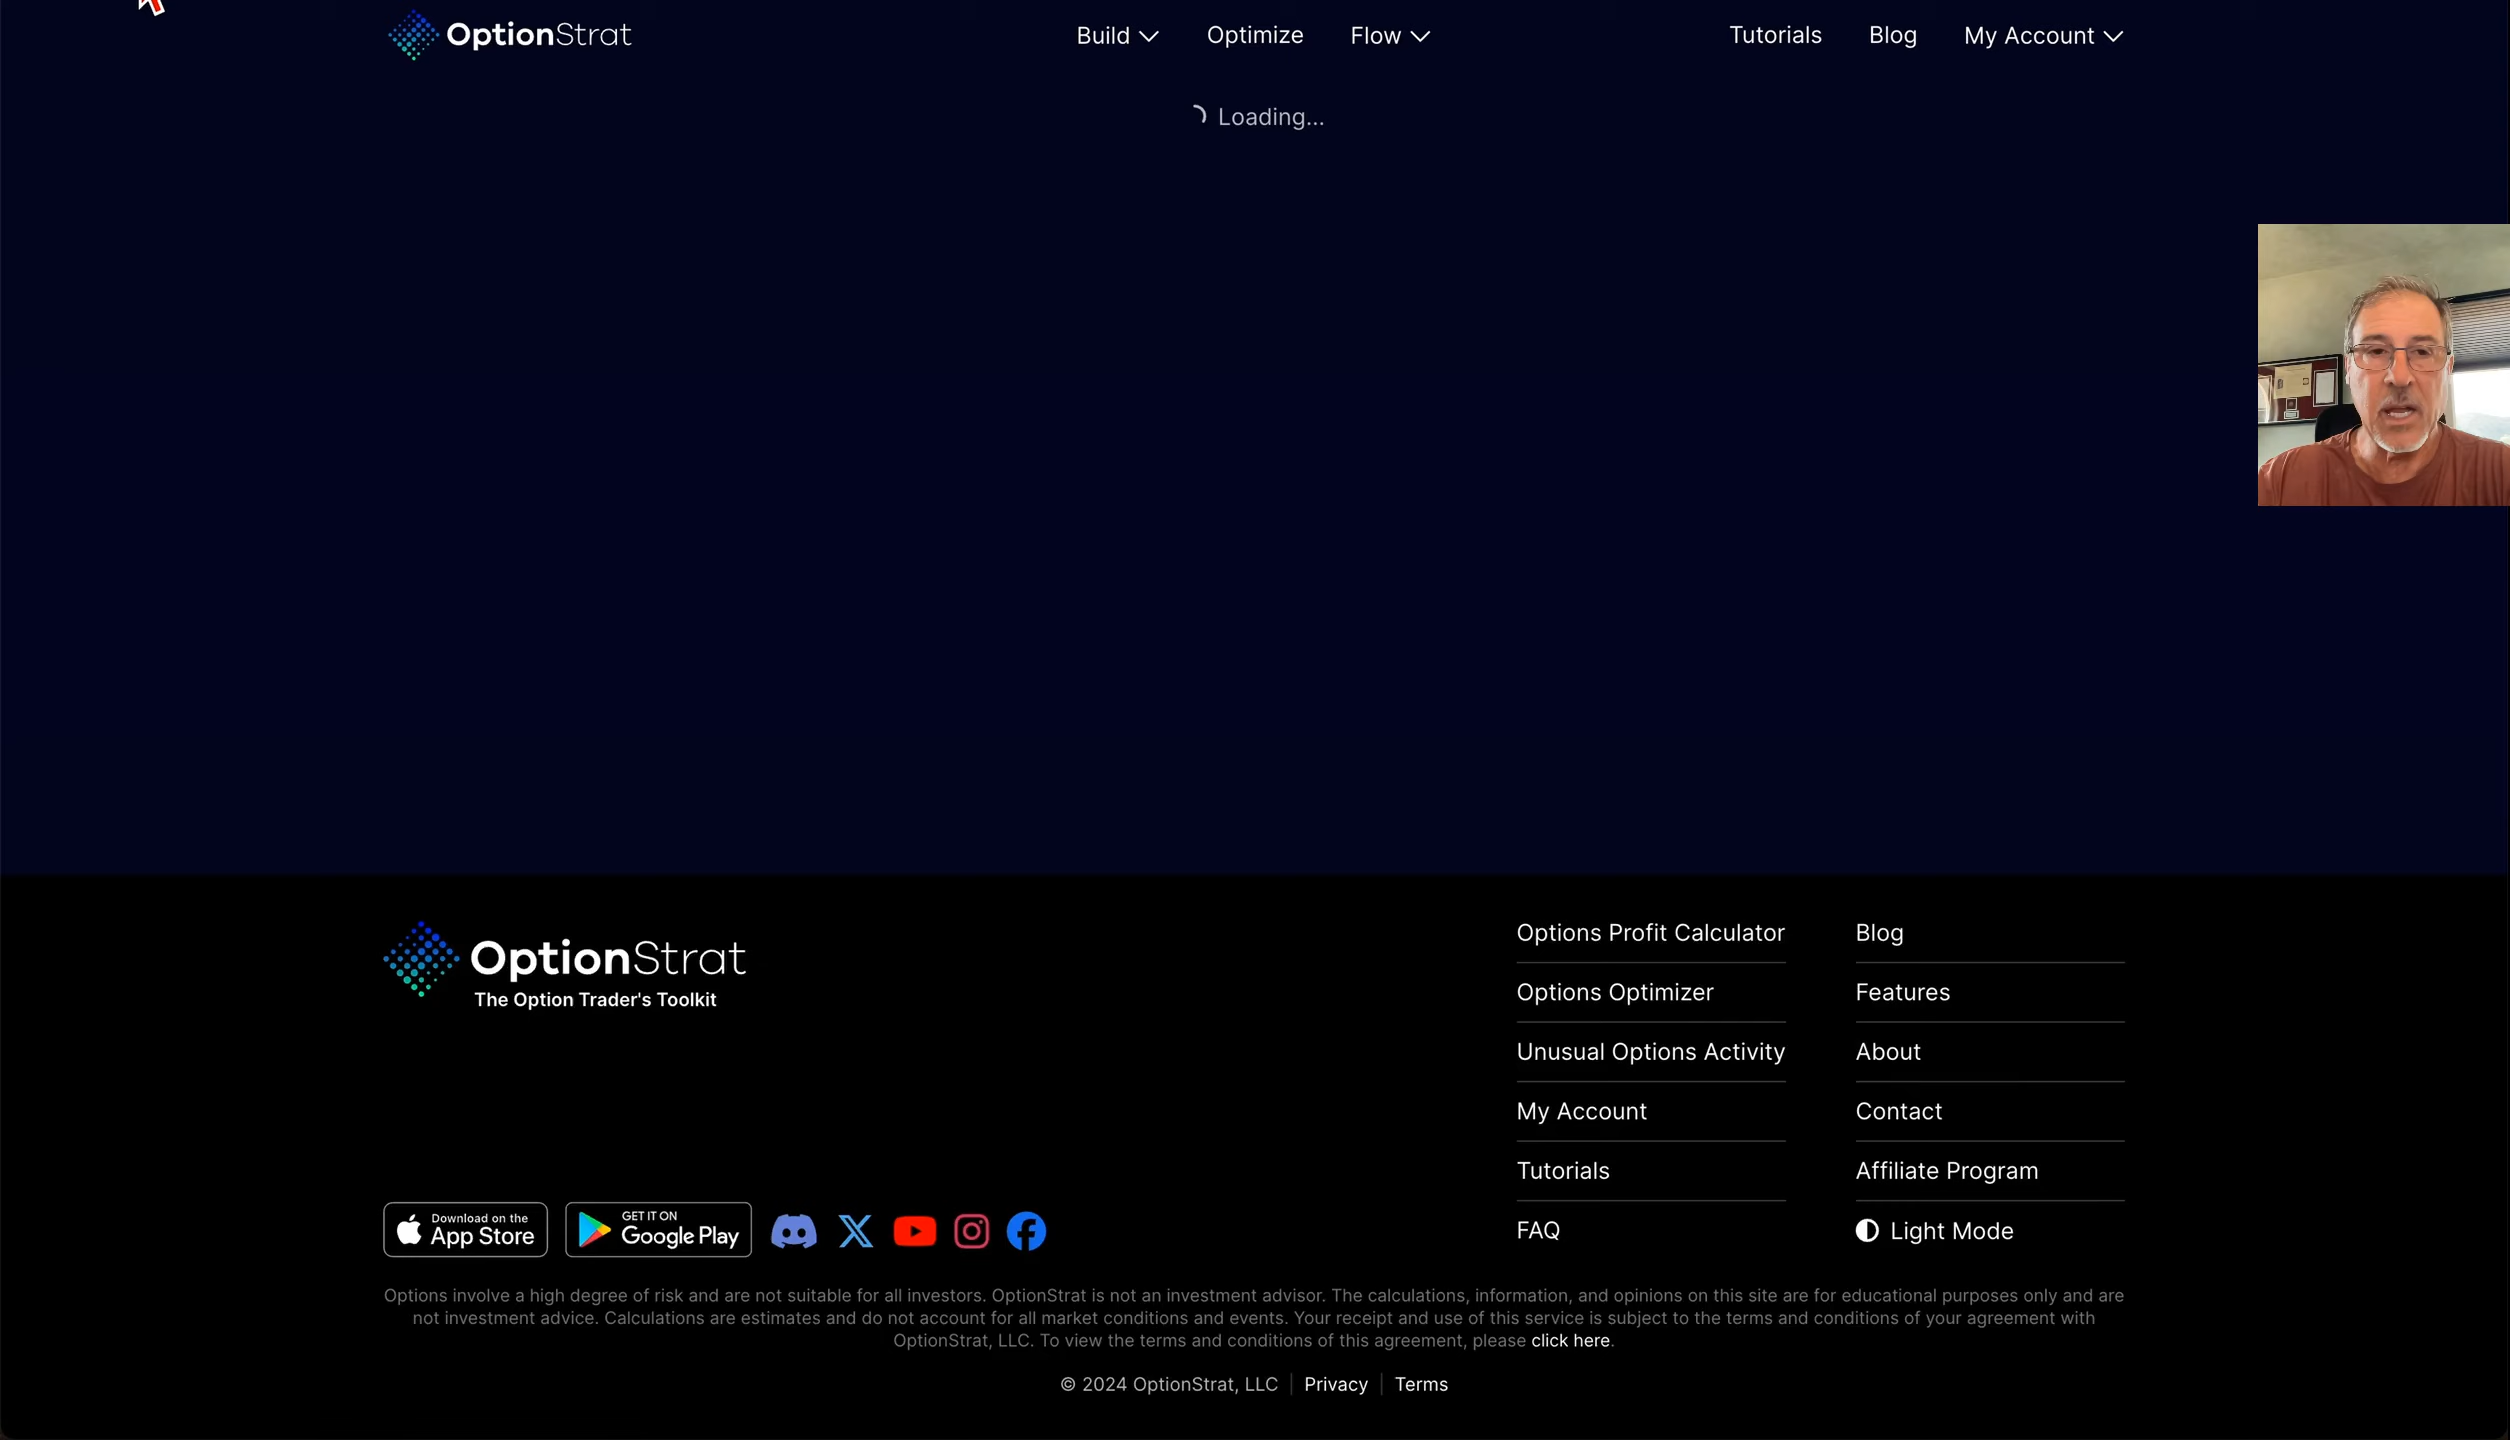 OptionStrat
Build
Optimize
Flow
Tutorials
Blog
My Account
Loading...
OptionStrat
The Option Trader's Toolkit
Options Profit Calculator
Options Optimizer
Unusual Options Activity
My Account
Tutorials
FAQ
Blog
Features
About
Contact
Affiliate Program
Light Mode
Download on the
App Store
GET IT ON
Google Play
Options involve a high degree of risk and are not suitable for all investors. OptionStrat is not an investment advisor. The calculations, information, and opinions on this site are for educational purposes only and are
not investment advice. Calculations are estimates and do not account for all market conditions and events. Your receipt and use of this service is subject to the terms and conditions of your agreement with
OptionStrat, LLC. To view the terms and conditions of this agreement, please click here.
© 2024 OptionStrat, LLC | Privacy | Terms